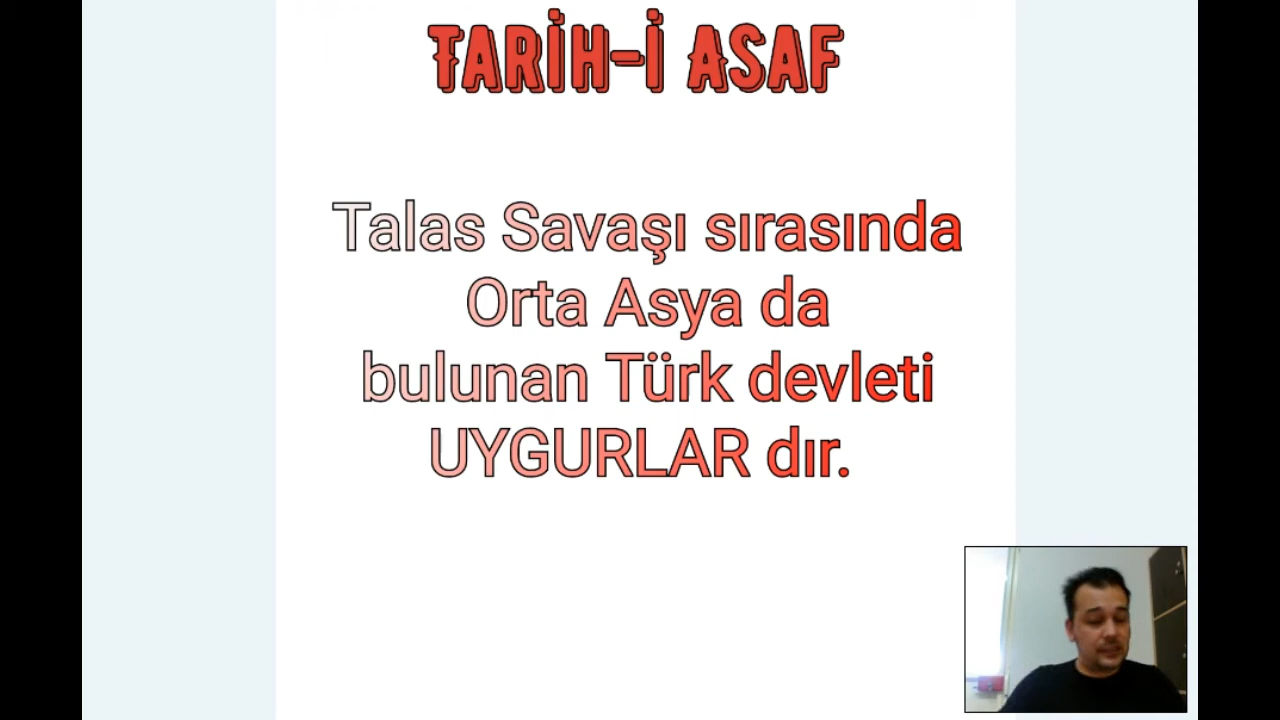 TARİH-İ ASAF
Talas Savaşı sırasında
Orta Asya da
bulunan Türk devleti
UYGURLAR dır.